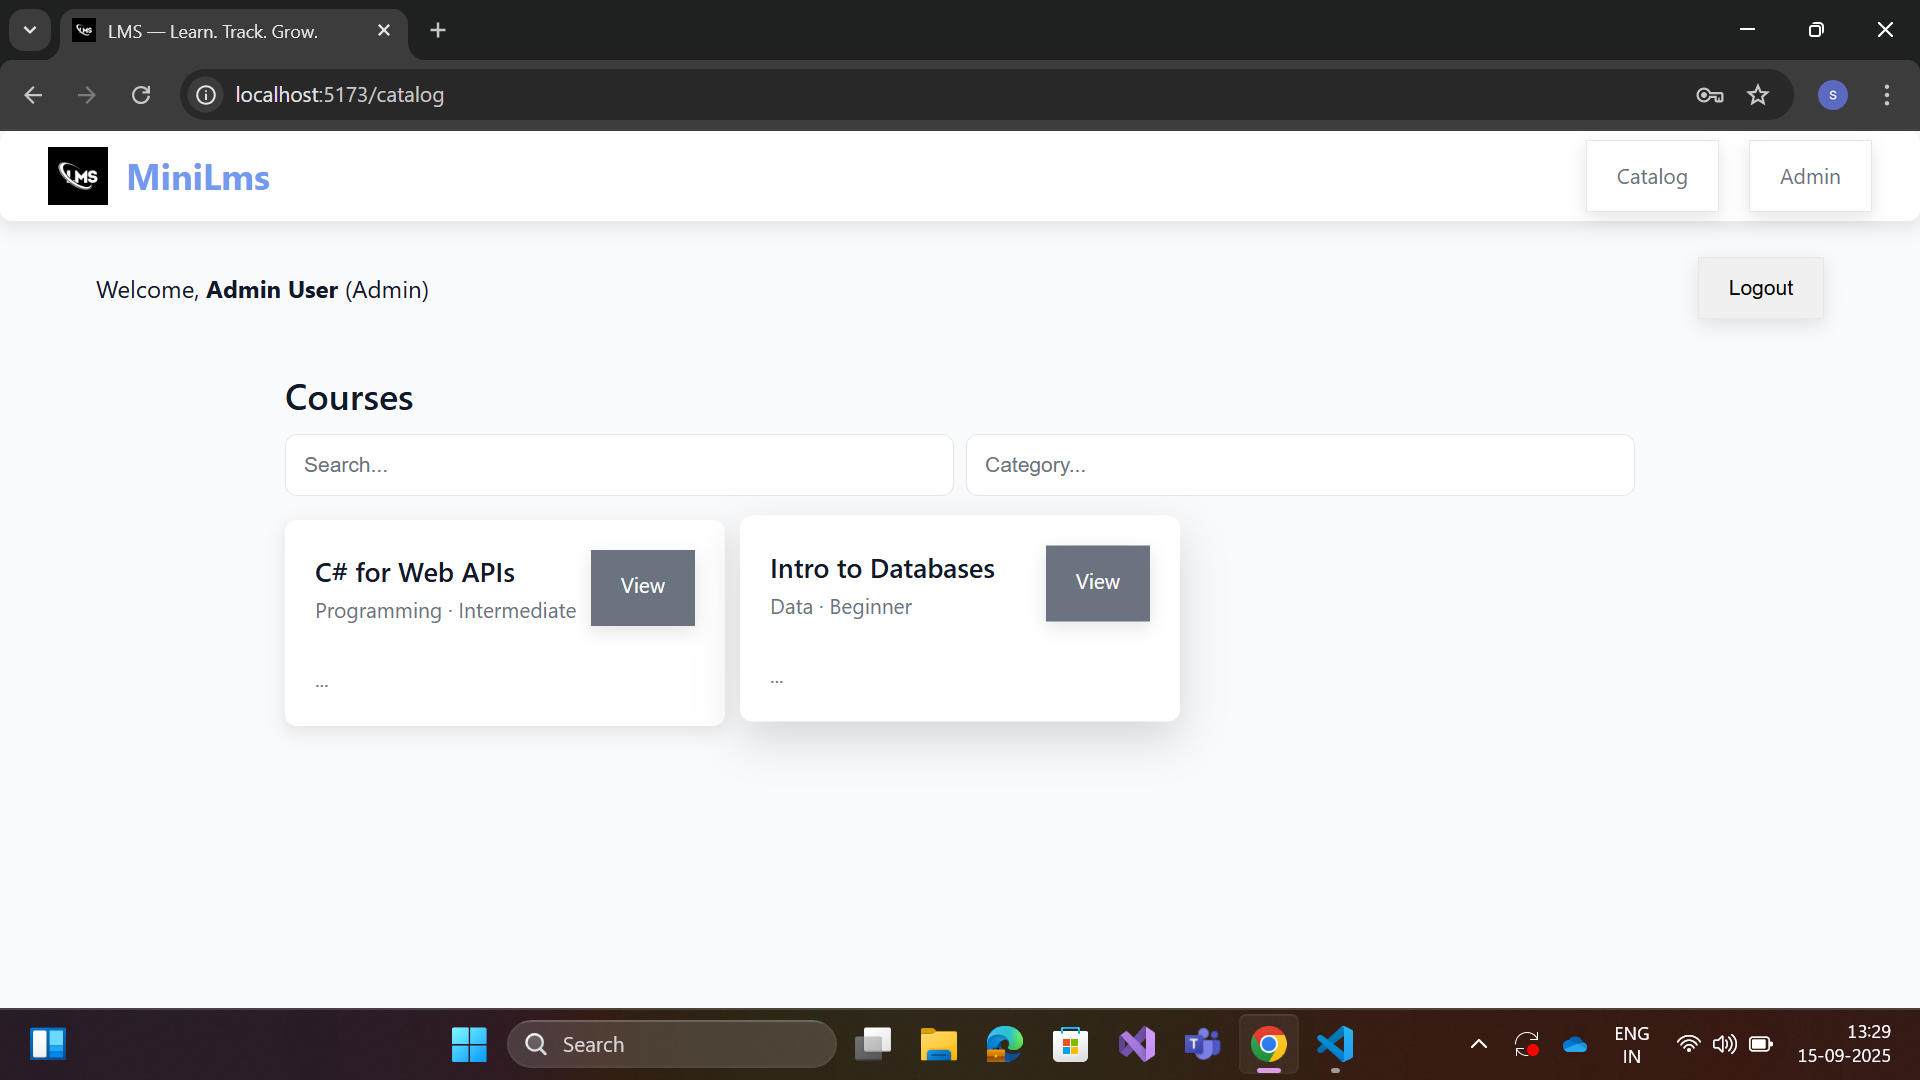 LMS — Learn. Track. Grow.
localhost:5173/catalog
S
LMS
MiniLms
Catalog
Admin
Welcome, Admin User (Admin)
Logout
Courses
Search...
Category...
C# for Web APIs
View
Programming · Intermediate
...
Intro to Databases
View
Data · Beginner
...
Search
ENG
IN
13:29
15-09-2025